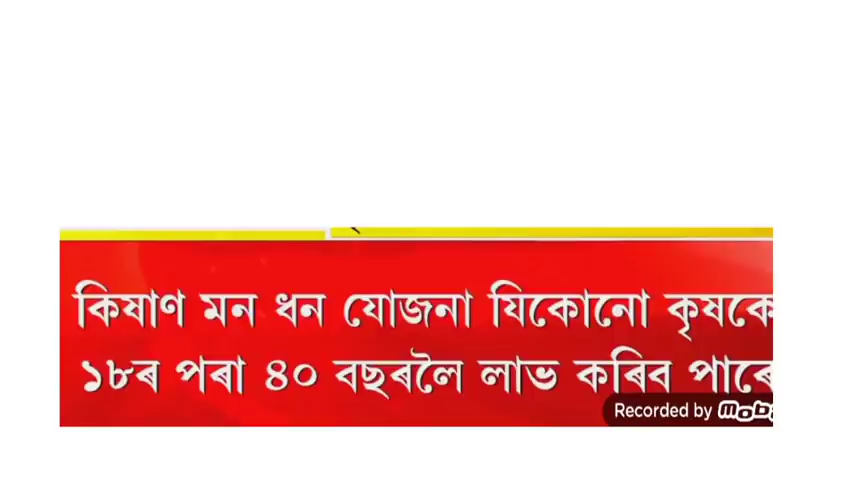 কিষাণ মন ধন যোজনা যিকোনো কৃষকে
১৮ৰ পৰা ৪০ বছৰলৈ লাভ কৰিব পাৰে
Recorded by